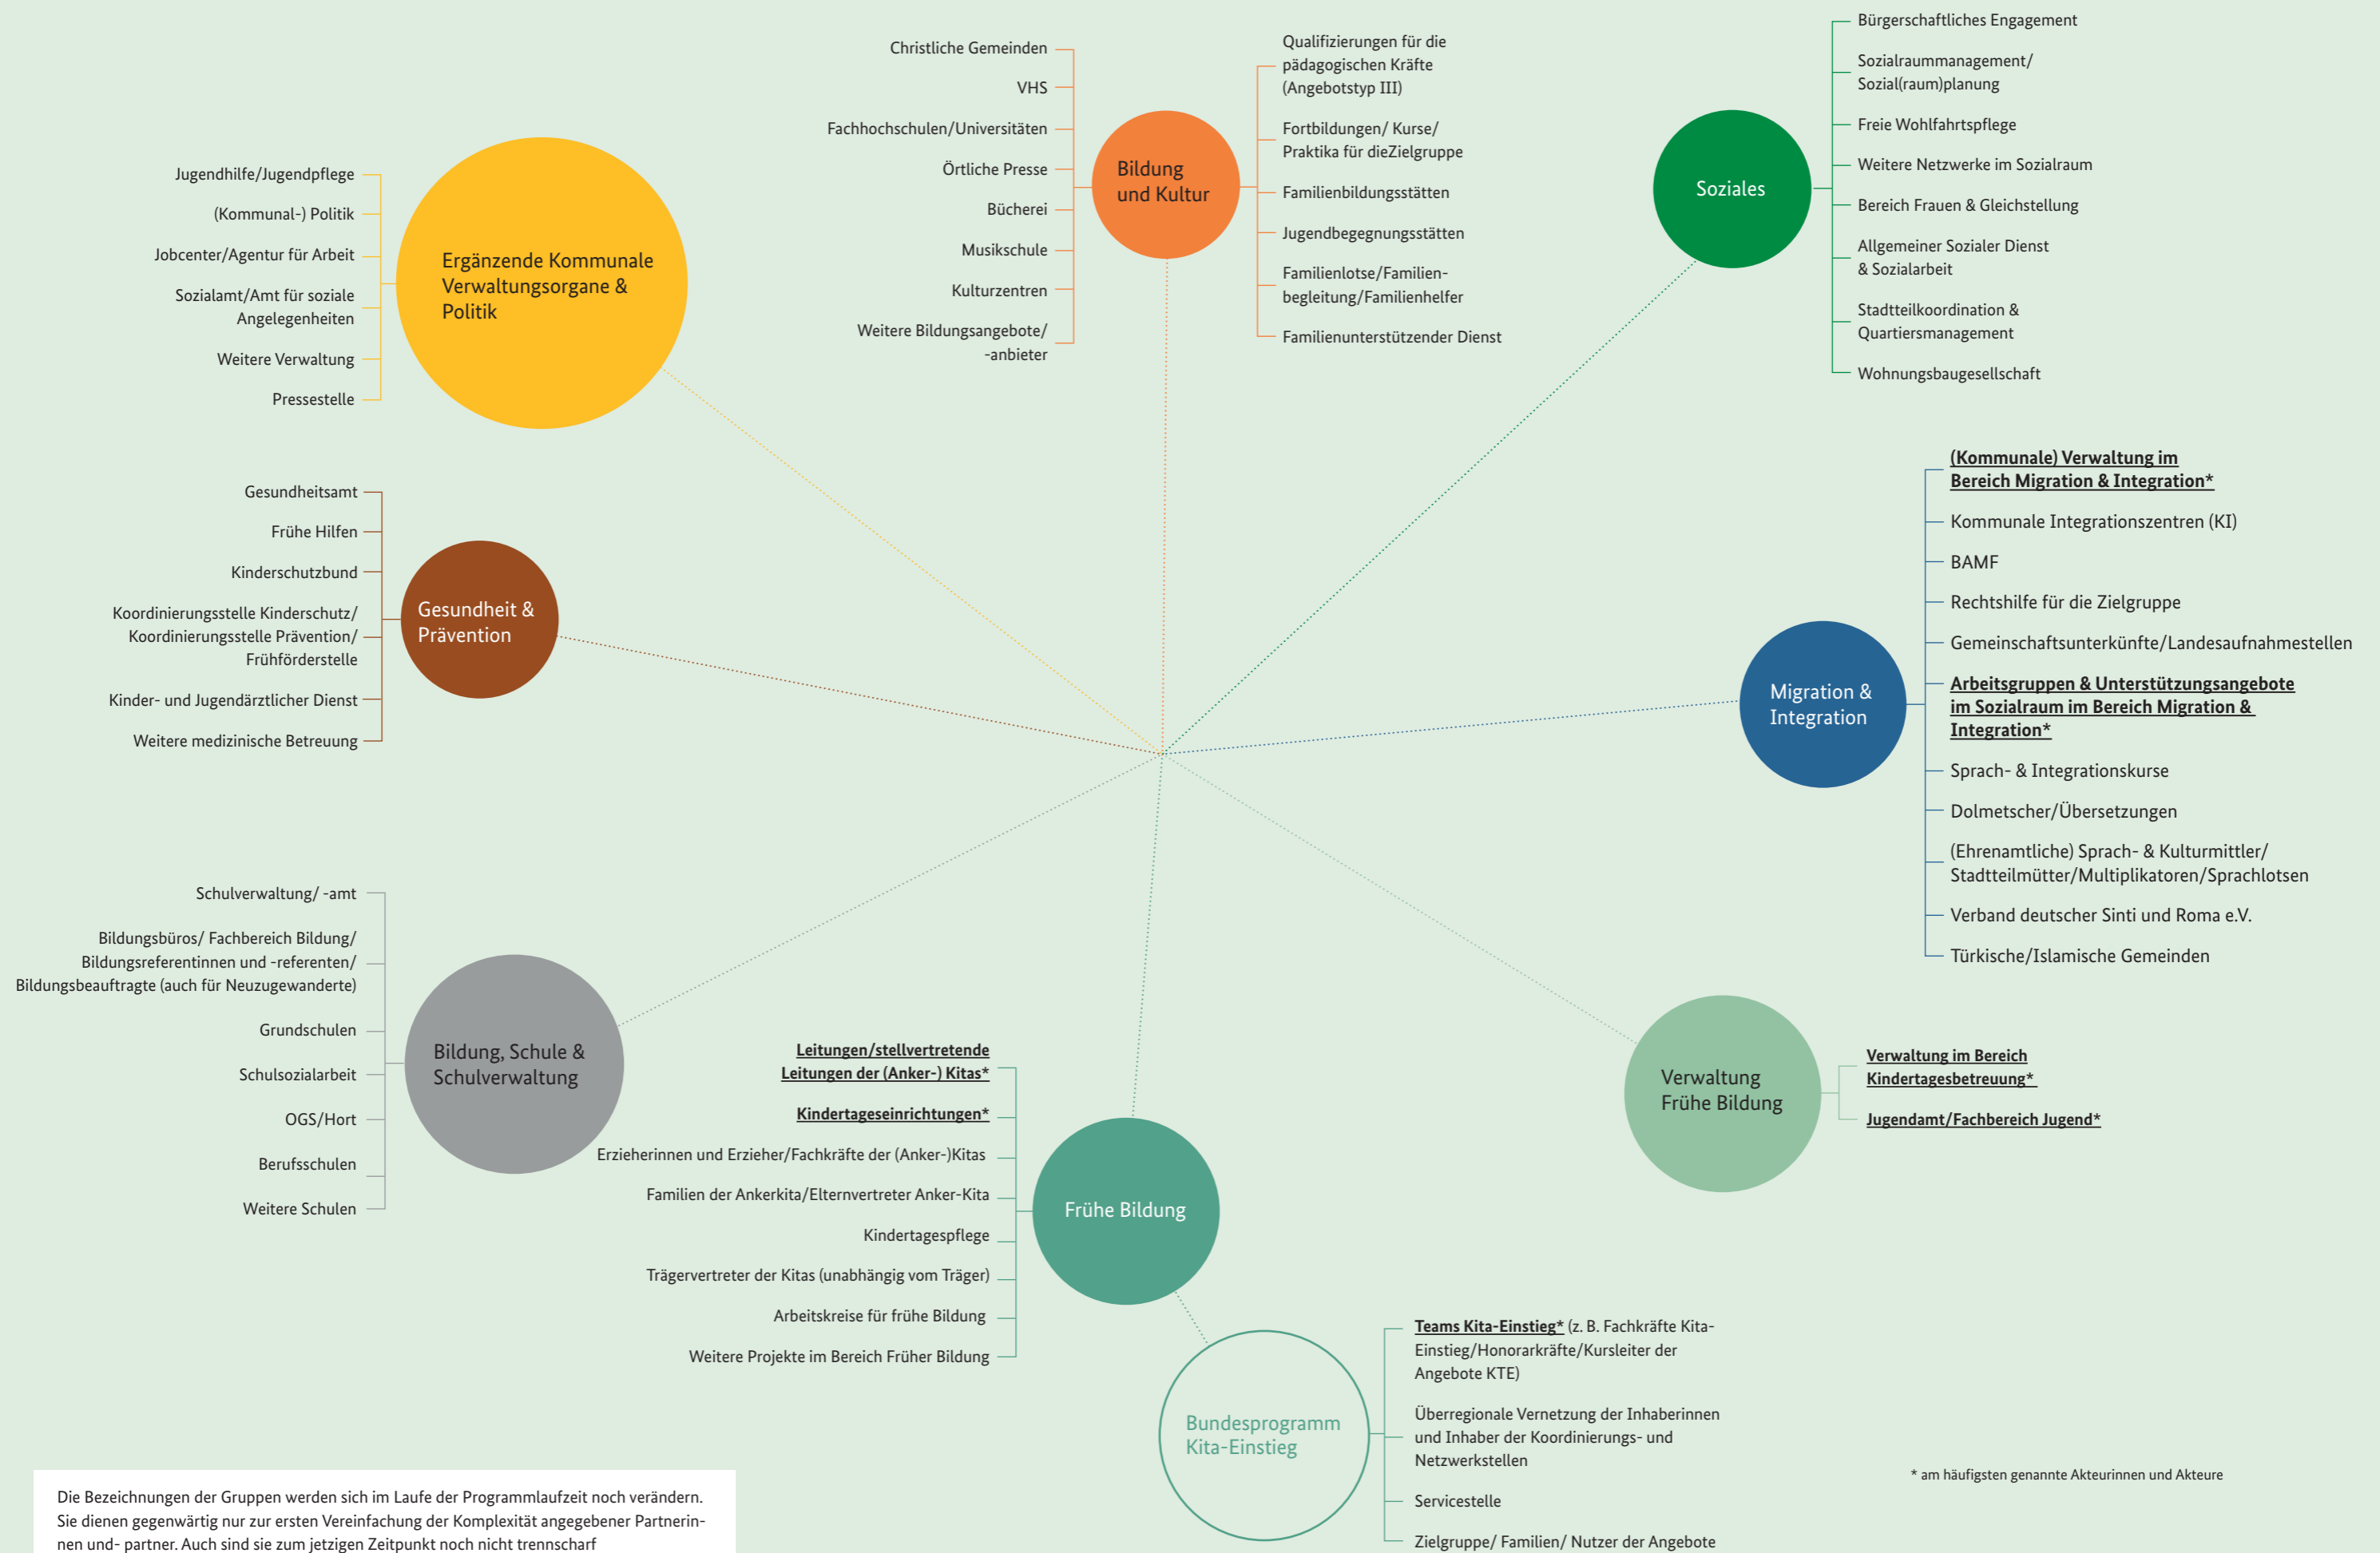 Jugendhilfe/Jugendpflege
(Kommunal-) Politik
Jobcenter/Agentur für Arbeit
Sozialamt/Amt für soziale
Angelegenheiten
Weitere Verwaltung
Pressestelle
Ergänzende Kommunale
Verwaltungsorgane &
Politik
Christliche Gemeinden
VHS
Fachhochschulen/Universitäten
Örtliche Presse
Bücherei
Musikschule
Kulturzentren
Weitere Bildungsangebote/
-anbieter
Bildung
und Kultur
Qualifizierungen für die
pädagogischen Kräfte
(Angebotstyp III)
Fortbildungen/ Kurse/
Praktika für dieZielgruppe
Familienbildungsstätten
Jugendbegegnungsstätten
Familienlotse/Familien-
begleitung/Familienhelfer
Familienunterstützender Dienst
Soziales
Bürgerschaftliches Engagement
Sozialraummanagement/
Sozial(raum)planung
Freie Wohlfahrtspflege
Weitere Netzwerke im Sozialraum
Bereich Frauen & Gleichstellung
Allgemeiner Sozialer Dienst
& Sozialarbeit
Stadtteilkoordination &
Quartiersmanagement
Wohnungsbaugesellschaft
Gesundheitsamt
Frühe Hilfen
Kinderschutzbund
Koordinierungsstelle Kinderschutz/
Koordinierungsstelle Prävention/
Frühförderstelle
Kinder- und Jugendärztlicher Dienst
Weitere medizinische Betreuung
Gesundheit &
Prävention
Migration &
Integration
(Kommunale) Verwaltung im
Bereich Migration & Integration*
Kommunale Integrationszentren (KI)
BAMF
Rechtshilfe für die Zielgruppe
Gemeinschaftsunterkünfte/Landesaufnahmestellen
Arbeitsgruppen & Unterstützungsangebote
im Sozialraum im Bereich Migration &
Integration*
Sprach- & Integrationskurse
Dolmetscher/Übersetzungen
(Ehrenamtliche) Sprach- & Kulturmittler/
Stadtteilmütter/Multiplikatoren/Sprachlotsen
Verband deutscher Sinti und Roma e.V.
Türkische/Islamische Gemeinden
Schulverwaltung/ -amt
Bildungsbüros/ Fachbereich Bildung/
Bildungsreferentinnen und -referenten/
Bildungsbeauftragte (auch für Neuzugewanderte)
Grundschulen
Schulsozialarbeit
OGS/Hort
Berufsschulen
Weitere Schulen
Bildung, Schule &
Schulverwaltung
Leitungen/stellvertretende
Leitungen der (Anker-) Kitas*
Kindertageseinrichtungen*
Erzieherinnen und Erzieher/Fachkräfte der (Anker-)Kitas
Familien der Ankerkita/Elternvertreter Anker-Kita
Kindertagespflege
Trägervertreter der Kitas (unabhängig vom Träger)
Arbeitskreise für frühe Bildung
Weitere Projekte im Bereich Früher Bildung
Frühe Bildung
Verwaltung
Frühe Bildung
Verwaltung im Bereich
Kindertagesbetreuung*
Jugendamt/Fachbereich Jugend*
Bundesprogramm
Kita-Einstieg
Teams Kita-Einstieg* (z. B. Fachkräfte Kita-
Einstieg/Honorarkräfte/Kursleiter der
Angebote KTE)
Überregionale Vernetzung der Inhaberinnen
und Inhaber der Koordinierungs- und
Netzwerkstellen
Servicestelle
Zielgruppe/ Familien/ Nutzer der Angebote
* am häufigsten genannte Akteurinnen und Akteure
Die Bezeichnungen der Gruppen werden sich im Laufe der Programmlaufzeit noch verändern.
Sie dienen gegenwärtig nur zur ersten Vereinfachung der Komplexität angegebener Partnerin-
nen und- partner. Auch sind sie zum jetzigen Zeitpunkt noch nicht trennscharf